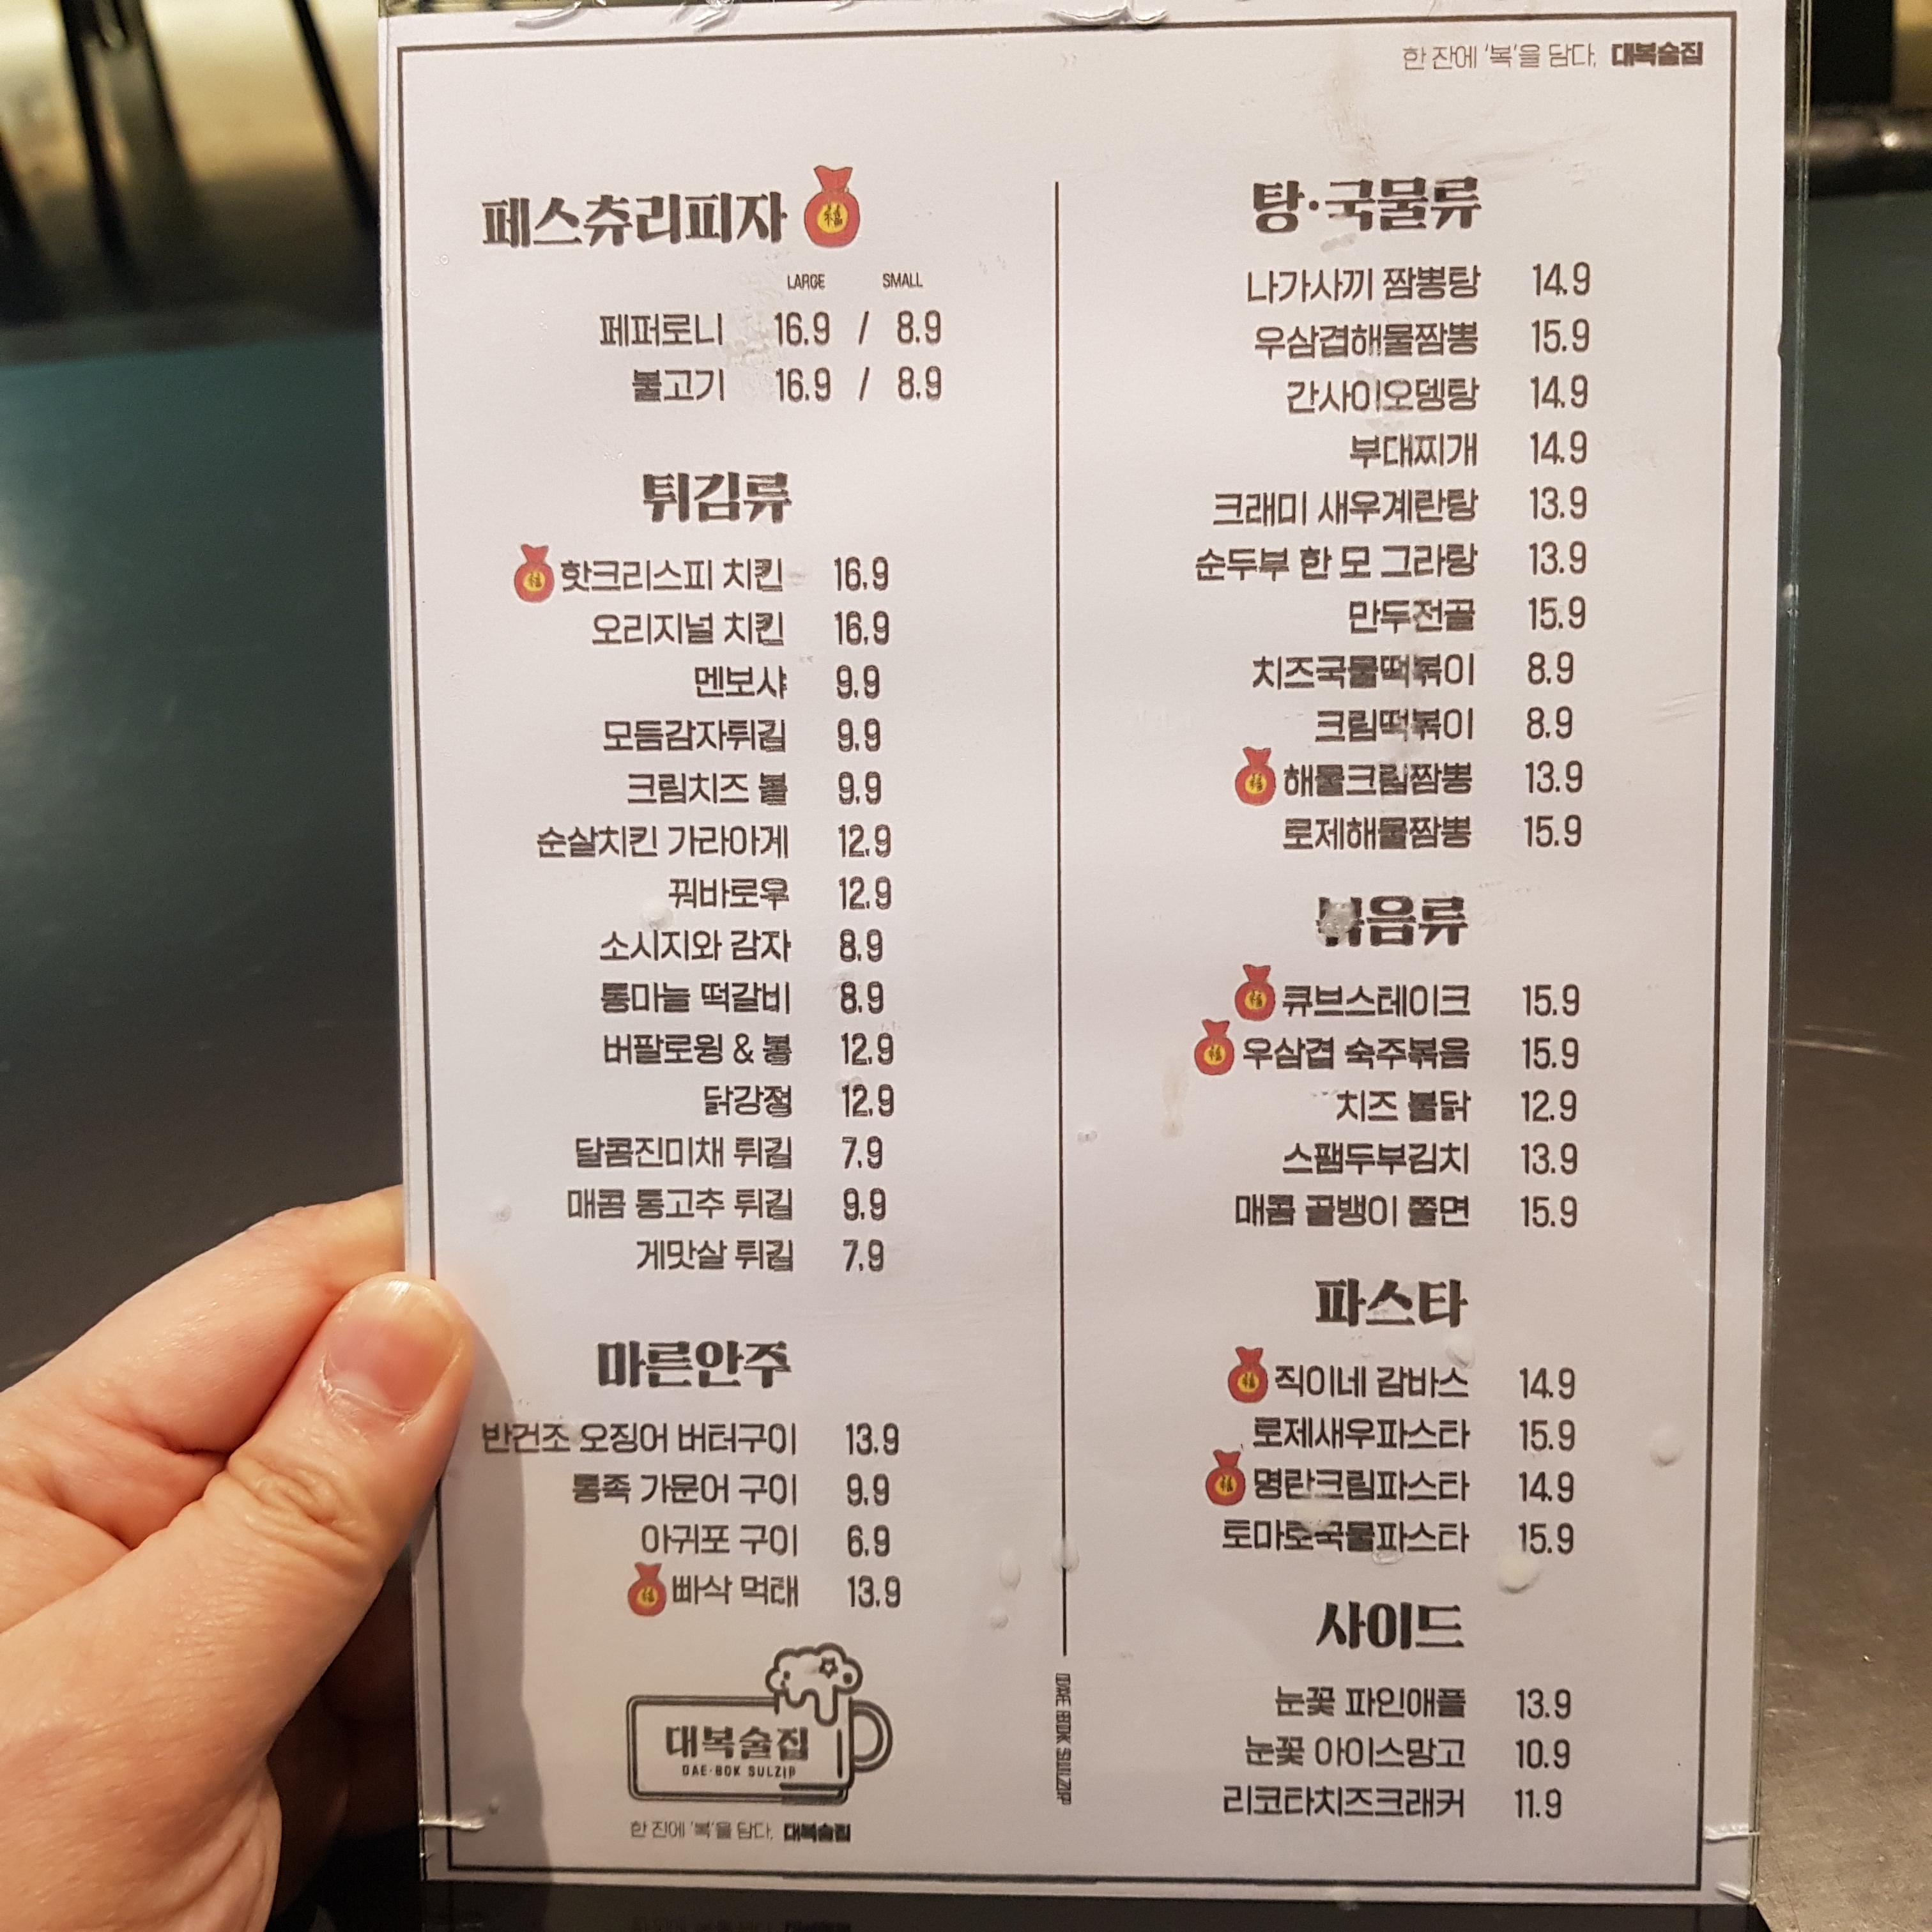 한 잔에 '복'을 담다, 대복술집
페스츄리피자 福
LARGE SMALL
페퍼로니 16.9 / 8.9
불고기 16.9 / 8.9
튀김류
福 핫크리스피 치킨 16.9
오리지널 치킨 16.9
멘보샤 9.9
모듬감자튀김 9.9
크림치즈 볼 9.9
순살치킨 가라아게 12.9
꿔바로우 12.9
소시지와 감자 8.9
통마늘 떡갈비 8.9
버팔로윙 & 봉 12.9
닭강정 12.9
달콤진미채 튀김 7.9
매콤 통고추 튀김 9.9
게맛살 튀김 7.9
마른안주
반건조 오징어 버터구이 13.9
통족 가문어 구이 9.9
아귀포 구이 6.9
福 빠삭 먹태 13.9
대복술집
DAE·BOK SULZIP
한 잔에 '복'을 담다, 대복술집
DAE·BOK SULZIP
탕·국물류
나가사끼 짬뽕탕 14.9
우삼겹해물짬뽕 15.9
간사이오뎅탕 14.9
부대찌개 14.9
크래미 새우계란탕 13.9
순두부 한 모 그라탕 13.9
만두전골 15.9
치즈국물떡볶이 8.9
크림떡볶이 8.9
福 해물크림짬뽕 13.9
로제해물짬뽕 15.9
볶음류
福 큐브스테이크 15.9
福 우삼겹 숙주볶음 15.9
치즈 불닭 12.9
스팸두부김치 13.9
매콤 골뱅이 쫄면 15.9
파스타
福 직이네 감바스 14.9
로제새우파스타 15.9
福 명란크림파스타 14.9
토마토국물파스타 15.9
사이드
눈꽃 파인애플 13.9
눈꽃 아이스망고 10.9
리코타치즈크래커 11.9